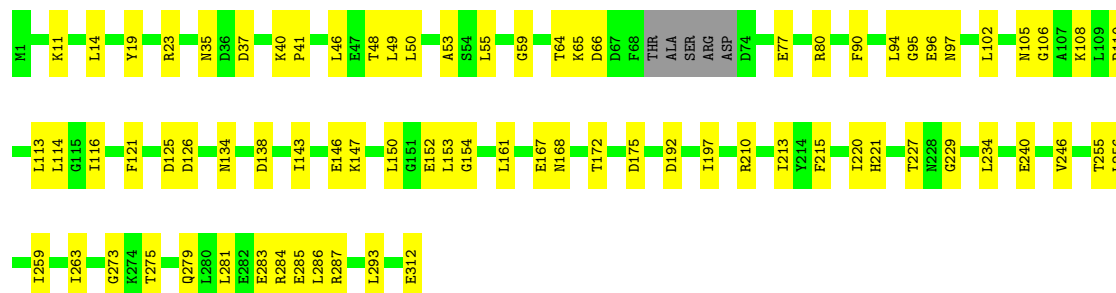 M1 K11 L14 Y19 R23 N35 D36 D37 K40 P41 L46 E47 T48 L49 L50 A53 S54 L55 G59 T64 K65 D66 D67 F68 THR ALA SER ARG ASP D74 E77 R80 F90 L94 G95 E96 N97 L102 N105 G106 A107 K108 L109
L113 L114 G115 I116 F121 D125 D126 N134 D138 I143 E146 K147 L150 G151 E152 L153 G154 L161 E167 N168 T172 D175 D192 I197 R210 I213 Y214 F215 I220 H221 T227 N228 G229 L234 E240 V246 T255
I259 I263 G273 K274 T275 Q279 L280 L281 E282 E283 R284 E285 L286 R287 L293 E312